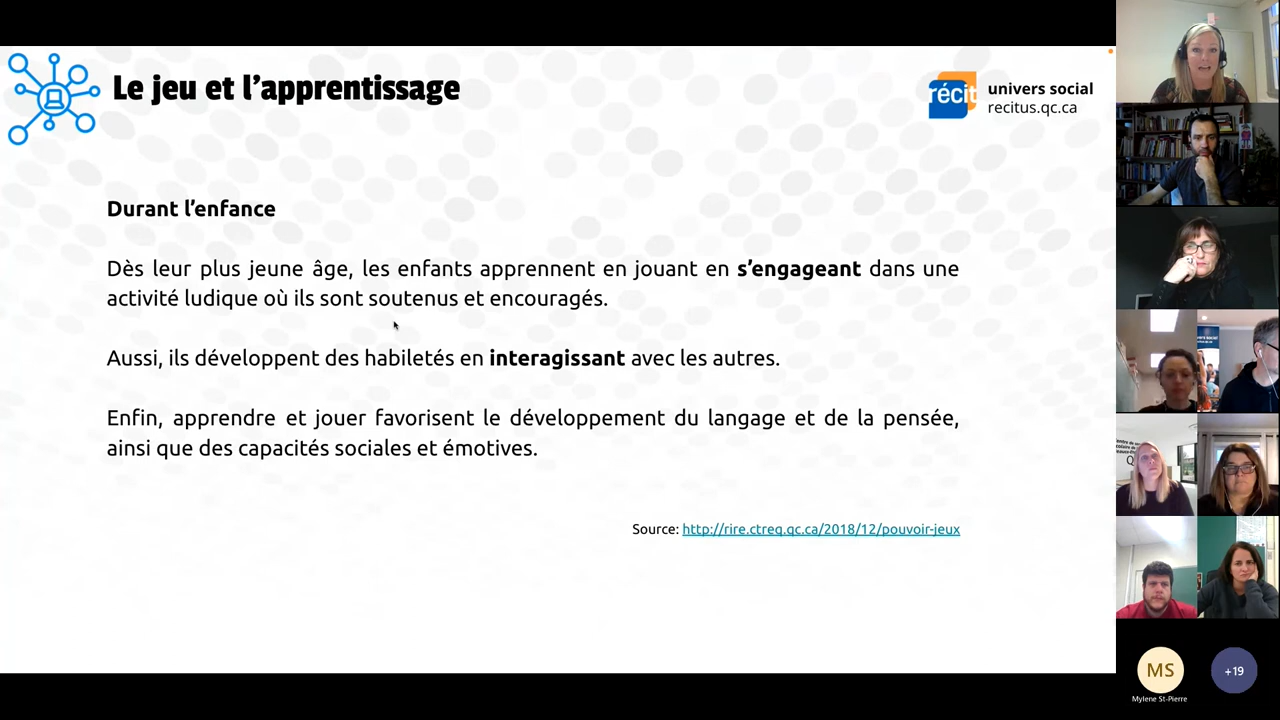 Le jeu et l'apprentissage
récit
univers social
recitus.qc.ca
Durant l'enfance
Dès leur plus jeune âge, les enfants apprennent en jouant en s'engageant dans une
activité ludique où ils sont soutenus et encouragés.
Aussi, ils développent des habiletés en interagissant avec les autres.
Enfin, apprendre et jouer favorisent le développement du langage et de la pensée,
ainsi que des capacités sociales et émotives.
Source: http://rire.ctreq.qc.ca/2018/12/pouvoir-jeux
MS
+19
Mylene St-Pierre